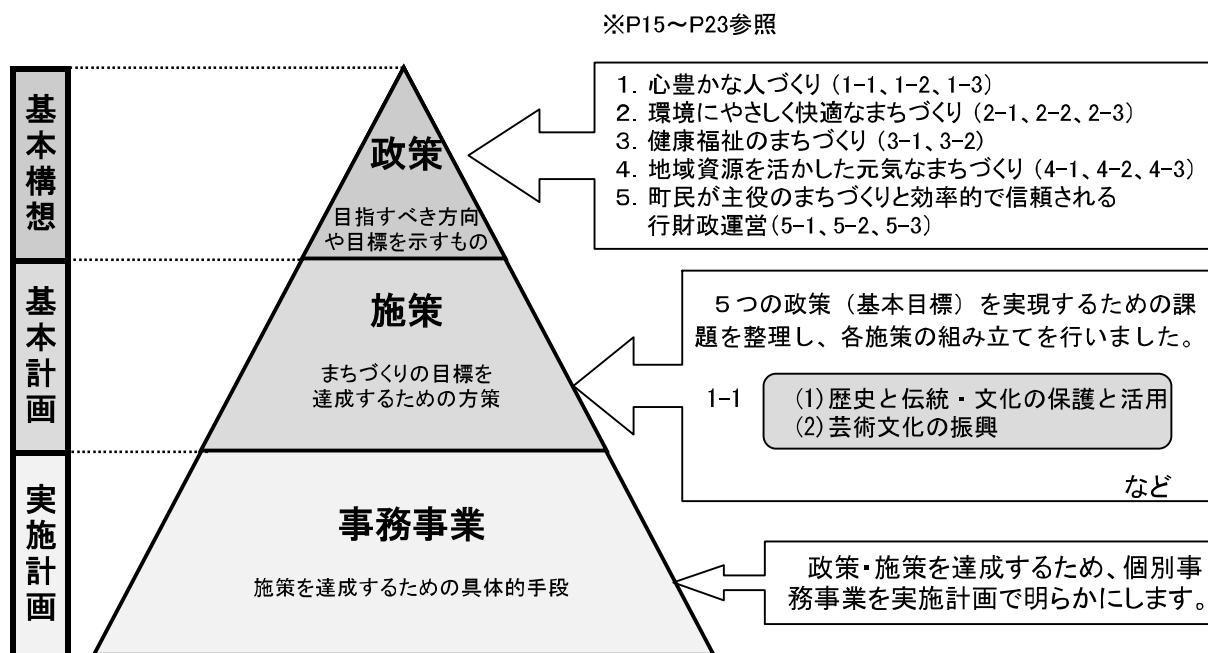 ※P15～P23参照
基本構想
政策
目指すべき方向
や目標を示すもの
1. 心豊かな人づくり (1-1、1-2、1-3)
2. 環境にやさしく快適なまちづくり (2-1、2-2、2-3)
3. 健康福祉のまちづくり (3-1、3-2)
4. 地域資源を活かした元気なまちづくり (4-1、4-2、4-3)
5. 町民が主役のまちづくりと効率的で信頼される
行財政運営(5-1、5-2、5-3)
基本計画
施策
まちづくりの目標を
達成するための方策
５つの政策（基本目標）を実現するための課
題を整理し、各施策の組み立てを行いました。
1-1
(1)歴史と伝統・文化の保護と活用
(2)芸術文化の振興
など
実施計画
事務事業
施策を達成するための具体的手段
政策・施策を達成するため、個別事
務事業を実施計画で明らかにします。